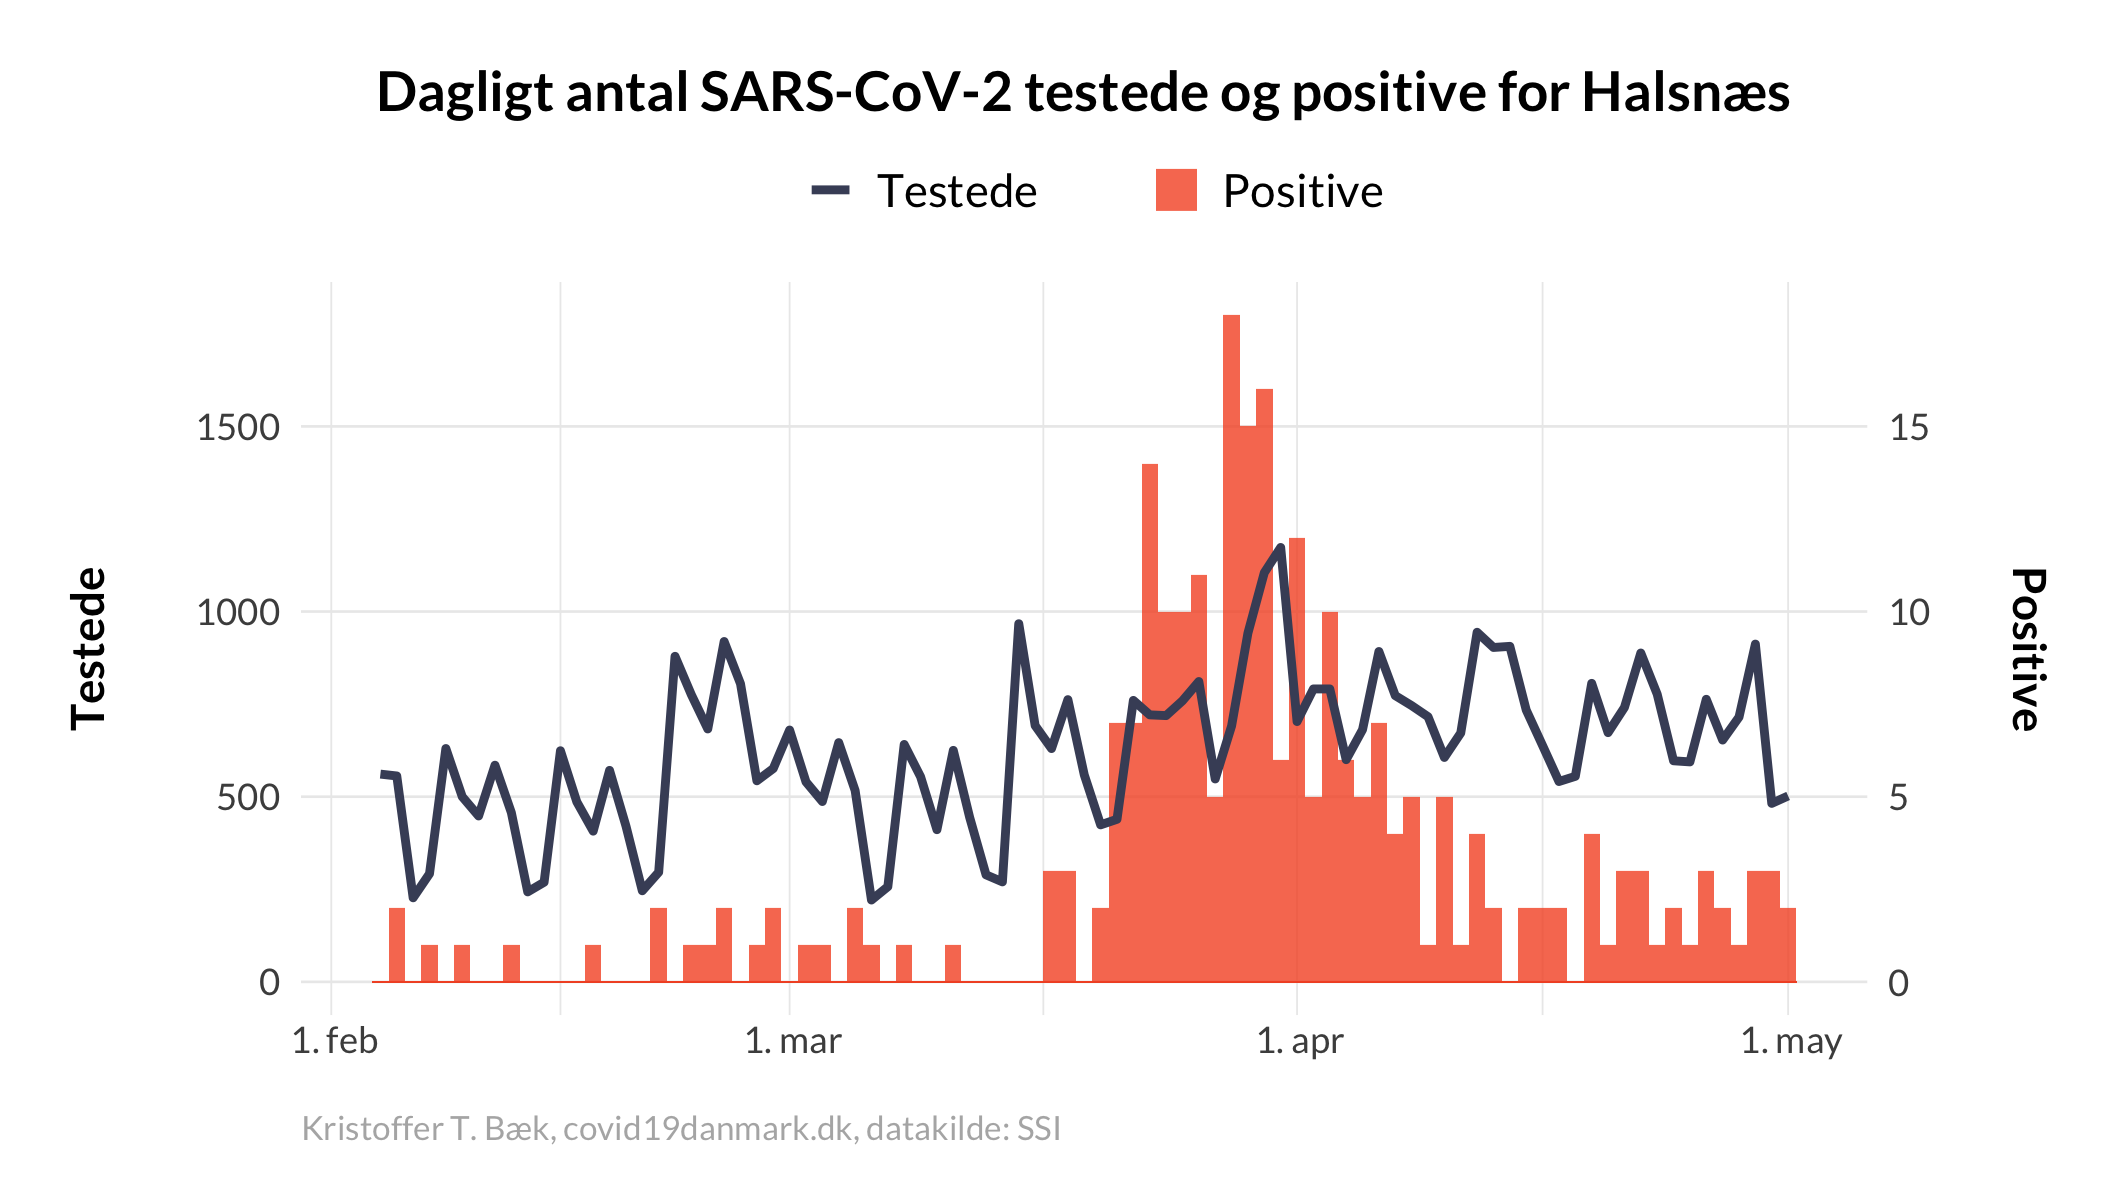 Dagligt antal SARS-CoV-2 testede og positive for Halsnæs
Testede Positive
1500 15
1000 10
500 5
0 0
Testede
Positive
1. feb 1. mar 1. apr 1. may
Kristoffer T. Bæk, covid19danmark.dk, datakilde: SSI